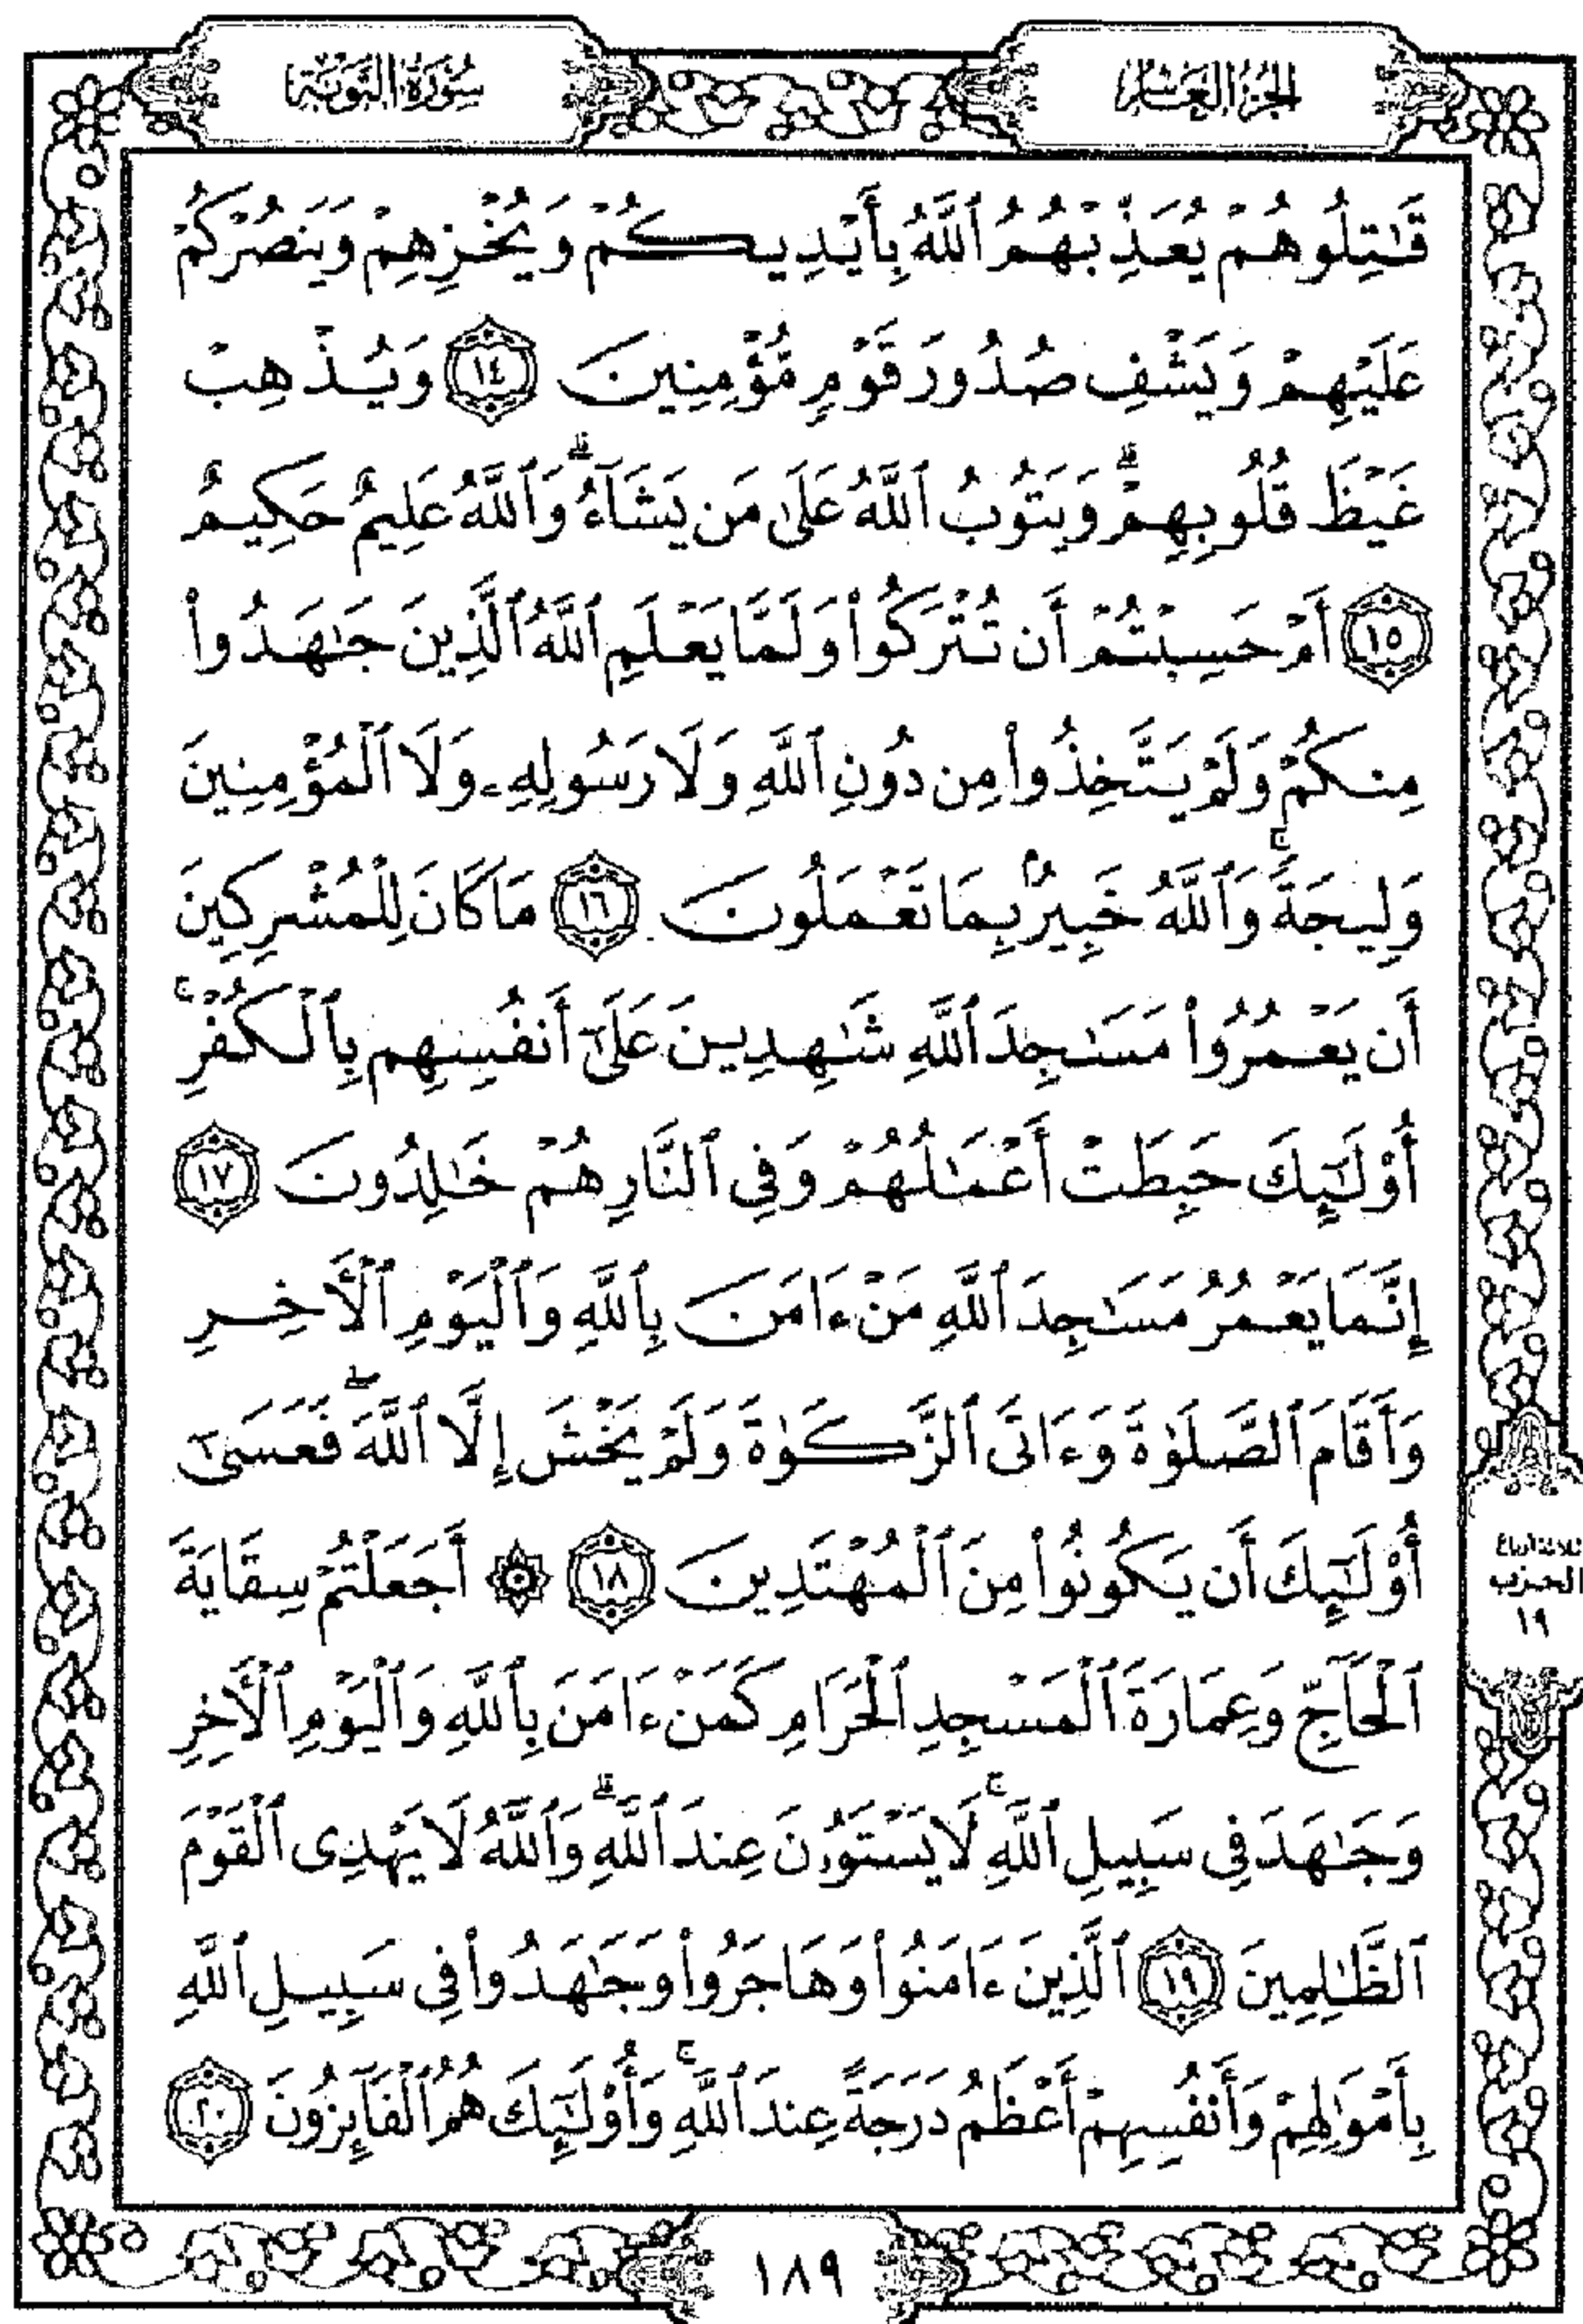 الجزء العاشر
سورة التوبة
قَٰتِلُوهُمْ يُعَذِّبْهُمُ ٱللَّهُ بِأَيْدِيكُمْ وَيُخْزِهِمْ وَيَنصُرْكُمْ
عَلَيْهِمْ وَيَشْفِ صُدُورَ قَوْمٍ مُّؤْمِنِينَ ١٤ وَيُذْهِبْ
غَيْظَ قُلُوبِهِمْ ۗ وَيَتُوبُ ٱللَّهُ عَلَىٰ مَن يَشَآءُ ۗ وَٱللَّهُ عَلِيمٌ حَكِيمٌ
١٥ أَمْ حَسِبْتُمْ أَن تُتْرَكُوا۟ وَلَمَّا يَعْلَمِ ٱللَّهُ ٱلَّذِينَ جَٰهَدُوا۟
مِنكُمْ وَلَمْ يَتَّخِذُوا۟ مِن دُونِ ٱللَّهِ وَلَا رَسُولِهِۦ وَلَا ٱلْمُؤْمِنِينَ
وَلِيجَةً ۚ وَٱللَّهُ خَبِيرٌۢ بِمَا تَعْمَلُونَ ١٦ مَا كَانَ لِلْمُشْرِكِينَ
أَن يَعْمُرُوا۟ مَسَٰجِدَ ٱللَّهِ شَٰهِدِينَ عَلَىٰٓ أَنفُسِهِم بِٱلْكُفْرِ ۚ
أُو۟لَٰٓئِكَ حَبِطَتْ أَعْمَٰلُهُمْ وَفِى ٱلنَّارِ هُمْ خَٰلِدُونَ ١٧
إِنَّمَا يَعْمُرُ مَسَٰجِدَ ٱللَّهِ مَنْ ءَامَنَ بِٱللَّهِ وَٱلْيَوْمِ ٱلْأَخِرِ
وَأَقَامَ ٱلصَّلَوٰةَ وَءَاتَى ٱلزَّكَوٰةَ وَلَمْ يَخْشَ إِلَّا ٱللَّهَ ۖ فَعَسَىٰٓ
أُو۟لَٰٓئِكَ أَن يَكُونُوا۟ مِنَ ٱلْمُهْتَدِينَ ١٨ ۞ أَجَعَلْتُمْ سِقَايَةَ
ٱلْحَآجِّ وَعِمَارَةَ ٱلْمَسْجِدِ ٱلْحَرَامِ كَمَنْ ءَامَنَ بِٱللَّهِ وَٱلْيَوْمِ ٱلْأَخِرِ
وَجَٰهَدَ فِى سَبِيلِ ٱللَّهِ ۚ لَا يَسْتَوُۥنَ عِندَ ٱللَّهِ ۗ وَٱللَّهُ لَا يَهْدِى ٱلْقَوْمَ
ٱلظَّٰلِمِينَ ١٩ ٱلَّذِينَ ءَامَنُوا۟ وَهَاجَرُوا۟ وَجَٰهَدُوا۟ فِى سَبِيلِ ٱللَّهِ
بِأَمْوَٰلِهِمْ وَأَنفُسِهِمْ أَعْظَمُ دَرَجَةً عِندَ ٱللَّهِ ۚ وَأُو۟لَٰٓئِكَ هُمُ ٱلْفَآئِزُونَ ٢٠
ثلاثة أرباع
الحزب
١٩
١٨٩